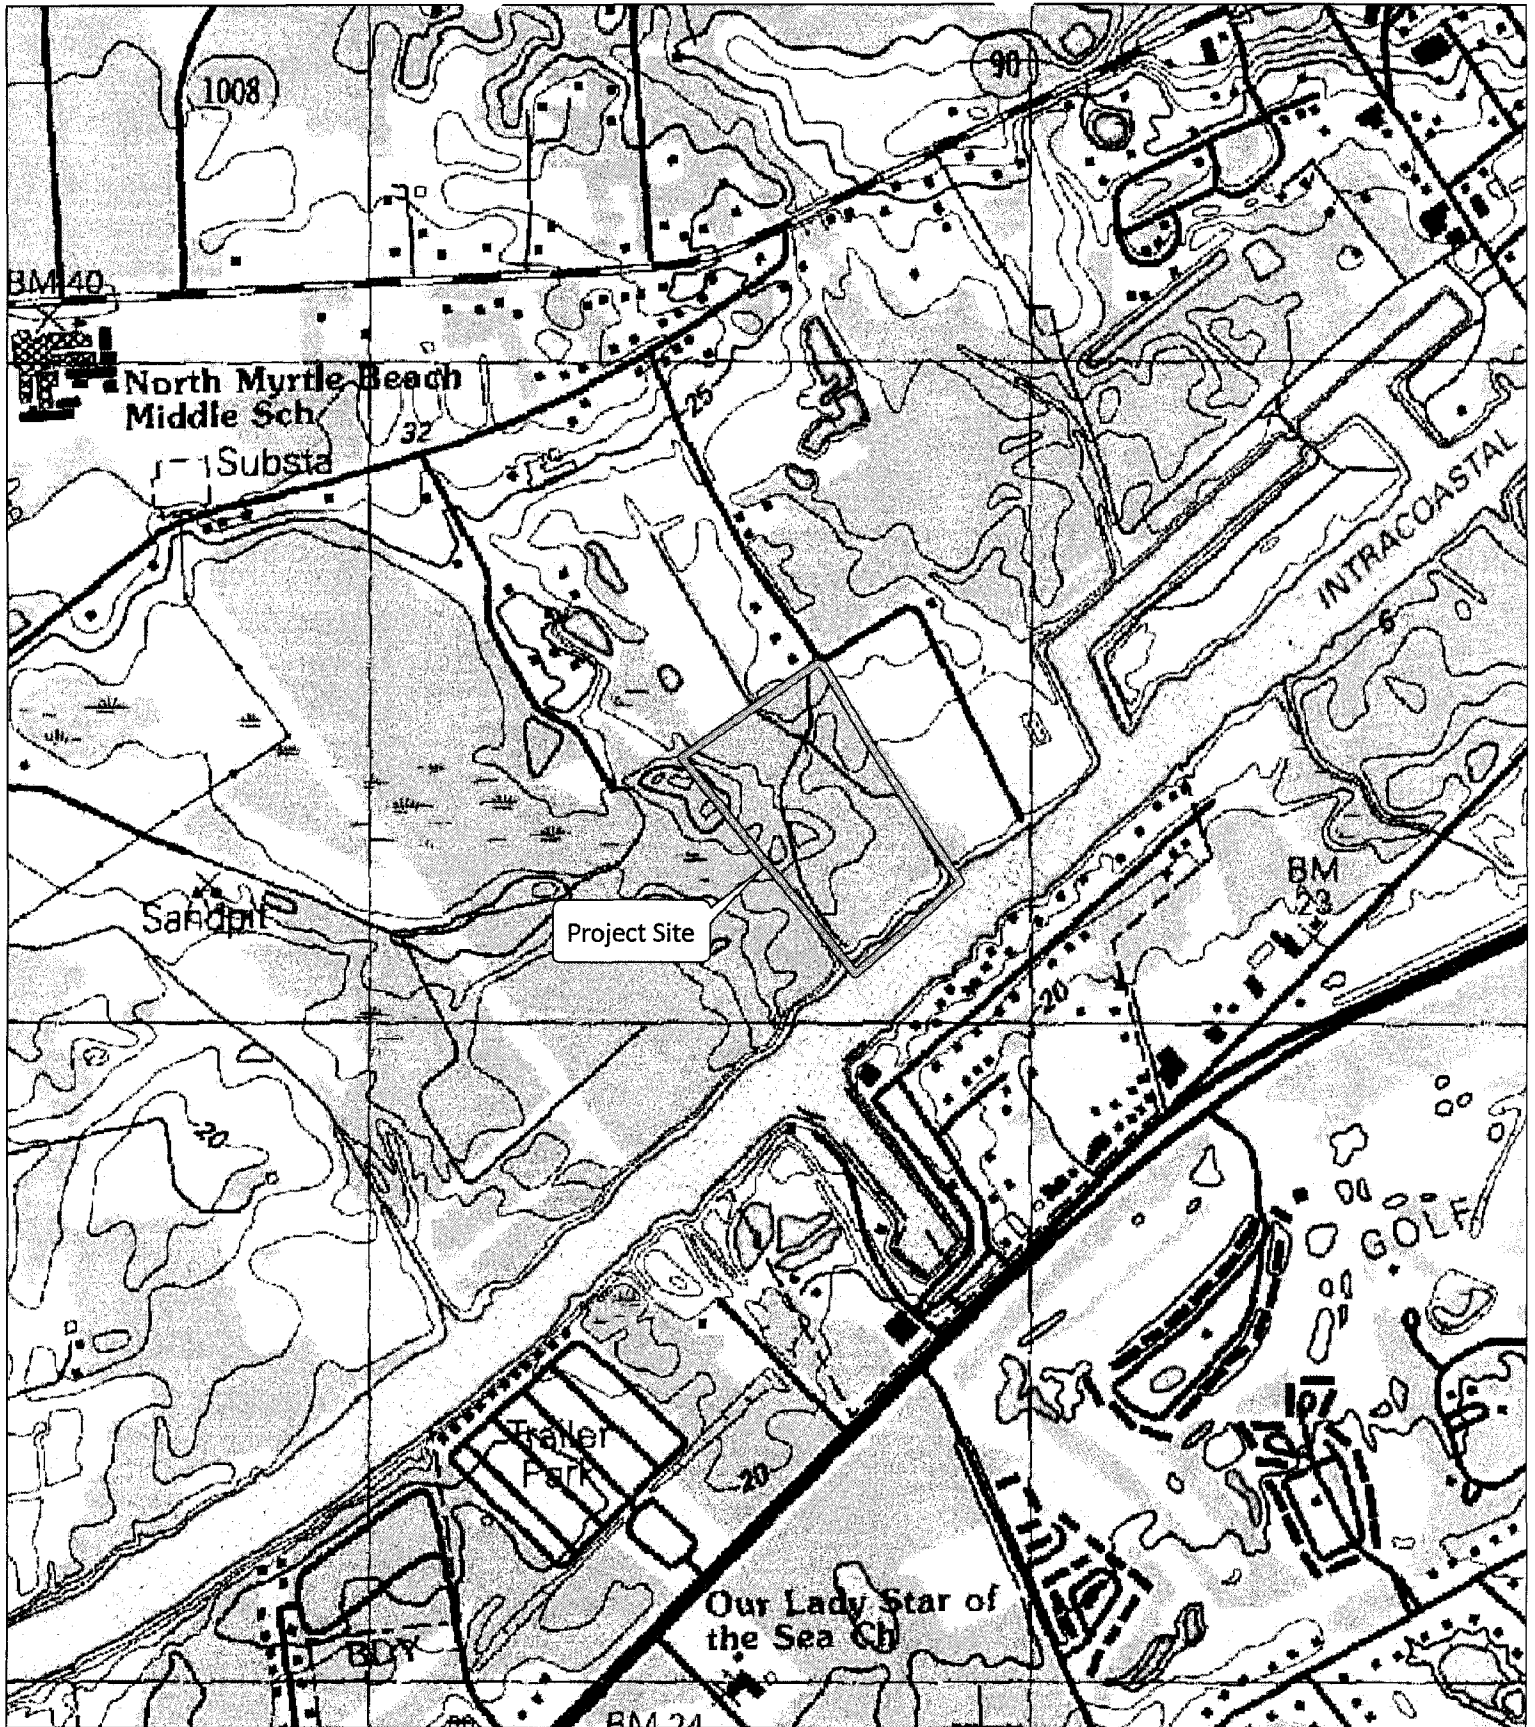 1008
90
BM 40
North Myrtle Beach
Middle Sch
25
32
Substa
INTRACOASTAL
6
BM
23
Sandpit
Project Site
20
20
GOLF
Trailer
Park
20
Our Lady Star of
the Sea Ch
BDY
BM 24